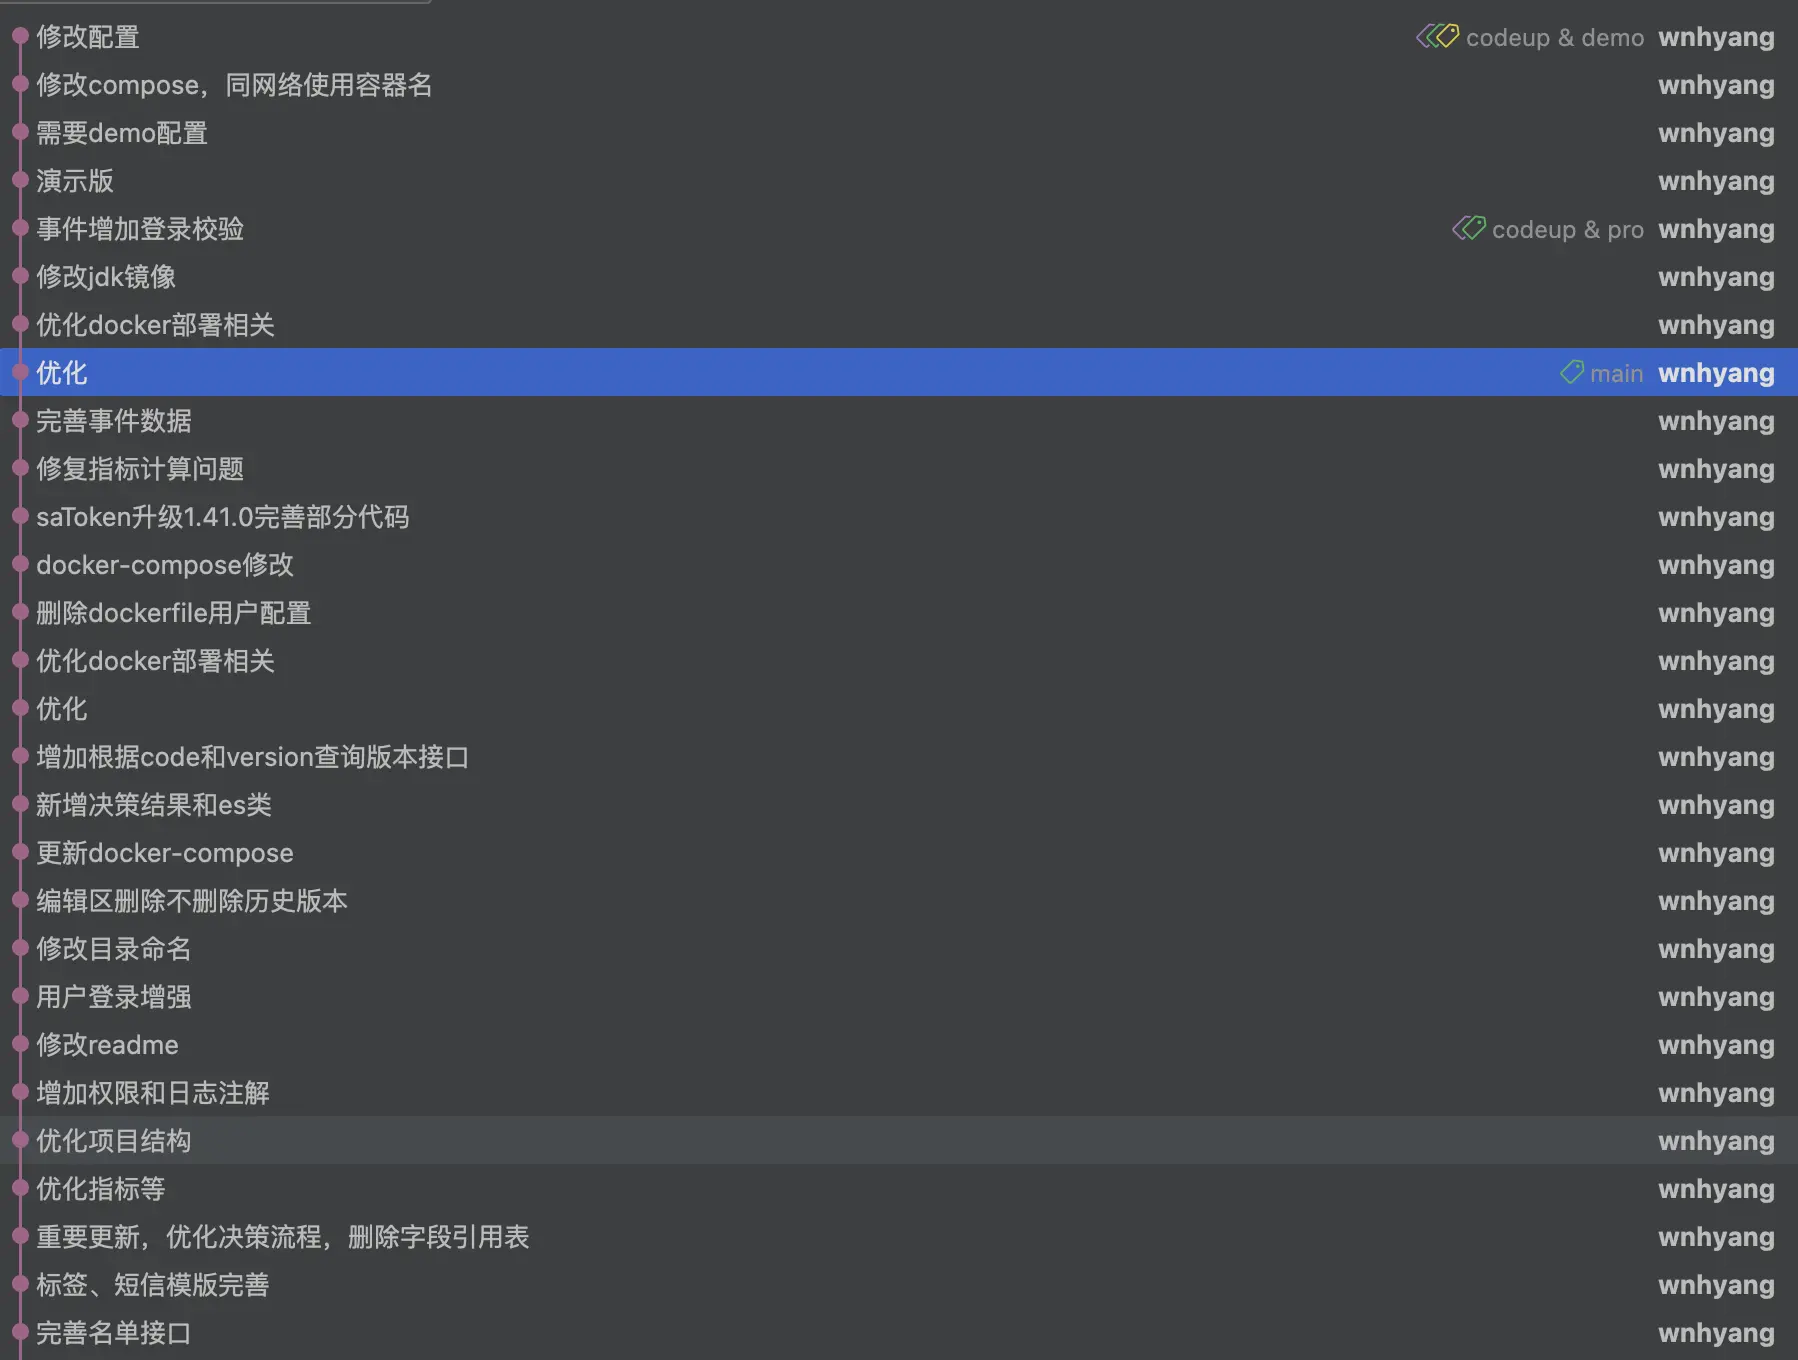 修改配置 codeup & demo wnhyang
修改compose，同网络使用容器名 wnhyang
需要demo配置 wnhyang
演示版 wnhyang
事件增加登录校验 codeup & pro wnhyang
修改jdk镜像 wnhyang
优化docker部署相关 wnhyang
优化 main wnhyang
完善事件数据 wnhyang
修复指标计算问题 wnhyang
saToken升级1.41.0完善部分代码 wnhyang
docker-compose修改 wnhyang
删除dockerfile用户配置 wnhyang
优化docker部署相关 wnhyang
优化 wnhyang
增加根据code和version查询版本接口 wnhyang
新增决策结果和es类 wnhyang
更新docker-compose wnhyang
编辑区删除不删除历史版本 wnhyang
修改目录命名 wnhyang
用户登录增强 wnhyang
修改readme wnhyang
增加权限和日志注解 wnhyang
优化项目结构 wnhyang
优化指标等 wnhyang
重要更新，优化决策流程，删除字段引用表 wnhyang
标签、短信模版完善 wnhyang
完善名单接口 wnhyang